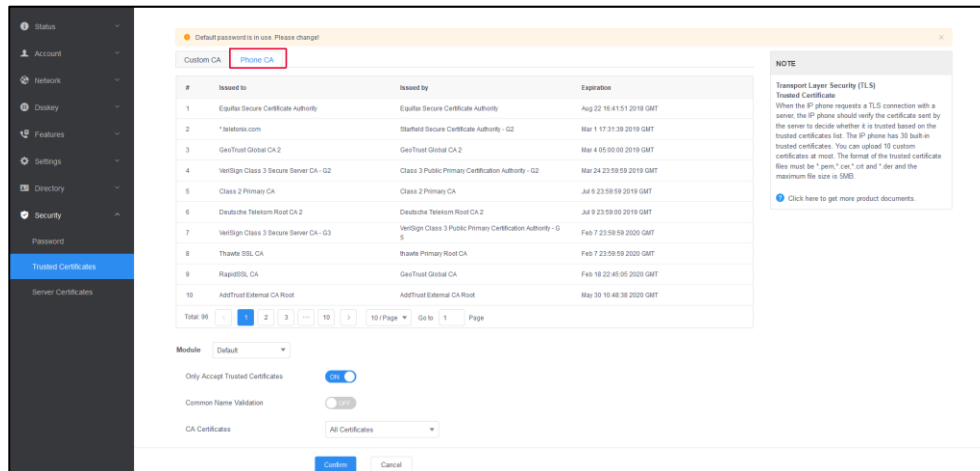 Status
Account
Network
Dsskey
Features
Settings
Directory
Security
Password
Trusted Certificates
Server Certificates
Default password is in use. Please change!
Custom CA Phone CA
# Issued to Issued by Expiration
1 Equifax Secure Certificate Authority Equifax Secure Certificate Authority Aug 22 16:41:51 2018 GMT
2 *.teletonix.com Starfield Secure Certificate Authority - G2 Mar 1 17:31:39 2019 GMT
3 GeoTrust Global CA 2 GeoTrust Global CA 2 Mar 4 05:00:00 2019 GMT
4 VeriSign Class 3 Secure Server CA - G2 Class 3 Public Primary Certification Authority - G2 Mar 24 23:59:59 2019 GMT
5 Class 2 Primary CA Class 2 Primary CA Jul 6 23:59:59 2019 GMT
6 Deutsche Telekom Root CA 2 Deutsche Telekom Root CA 2 Jul 9 23:59:00 2019 GMT
7 VeriSign Class 3 Secure Server CA - G3 VeriSign Class 3 Public Primary Certification Authority - G
5 Feb 7 23:59:59 2020 GMT
8 Thawte SSL CA thawte Primary Root CA Feb 7 23:59:59 2020 GMT
9 RapidSSL CA GeoTrust Global CA Feb 18 22:45:05 2020 GMT
10 AddTrust External CA Root AddTrust External CA Root May 30 10:48:38 2020 GMT
Total: 96 < 1 2 3 ··· 10 > 10 / Page Go to 1 Page
Module Default
Only Accept Trusted Certificates ON
Common Name Validation OFF
CA Certificates All Certificates
Confirm Cancel
NOTE
Transport Layer Security (TLS)
Trusted Certificate
When the IP phone requests a TLS connection with a
server, the IP phone should verify the certificate sent by
the server to decide whether it is trusted based on the
trusted certificates list. The IP phone has 30 built-in
trusted certificates. You can upload 10 custom
certificates at most. The format of the trusted certificate
files must be *.pem,*.cer,*.crt and *.der and the
maximum file size is 5MB.
Click here to get more product documents.